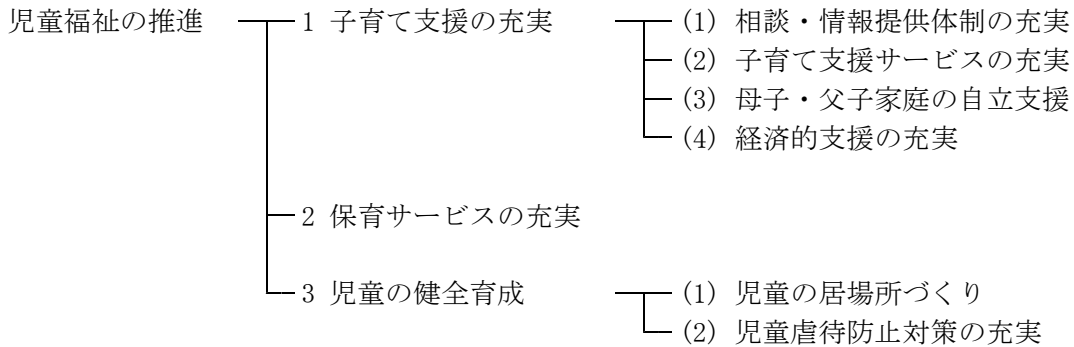 児童福祉の推進 1 子育て支援の充実 (1) 相談・情報提供体制の充実
(2) 子育て支援サービスの充実
(3) 母子・父子家庭の自立支援
(4) 経済的支援の充実
2 保育サービスの充実
3 児童の健全育成 (1) 児童の居場所づくり
(2) 児童虐待防止対策の充実